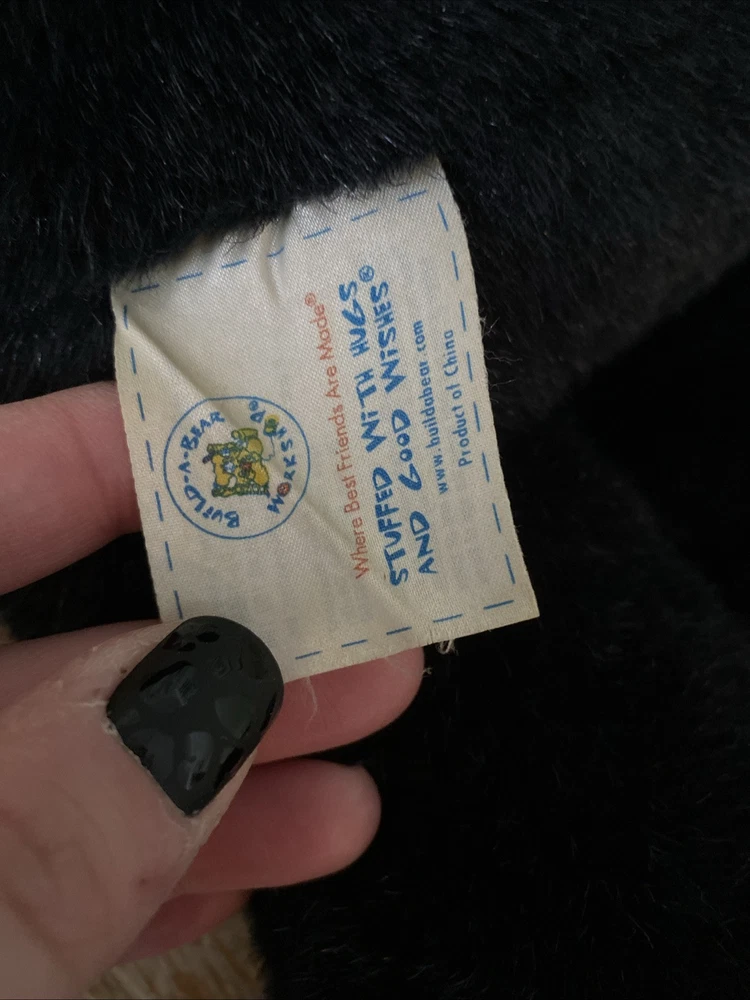 BUiLD-A-BEAR
WORKSHOP®
Where Best Friends Are Made®
STUFFED WiTH HUGS
AND GOOD WiSHES®
www.buildabear.com
Product of China